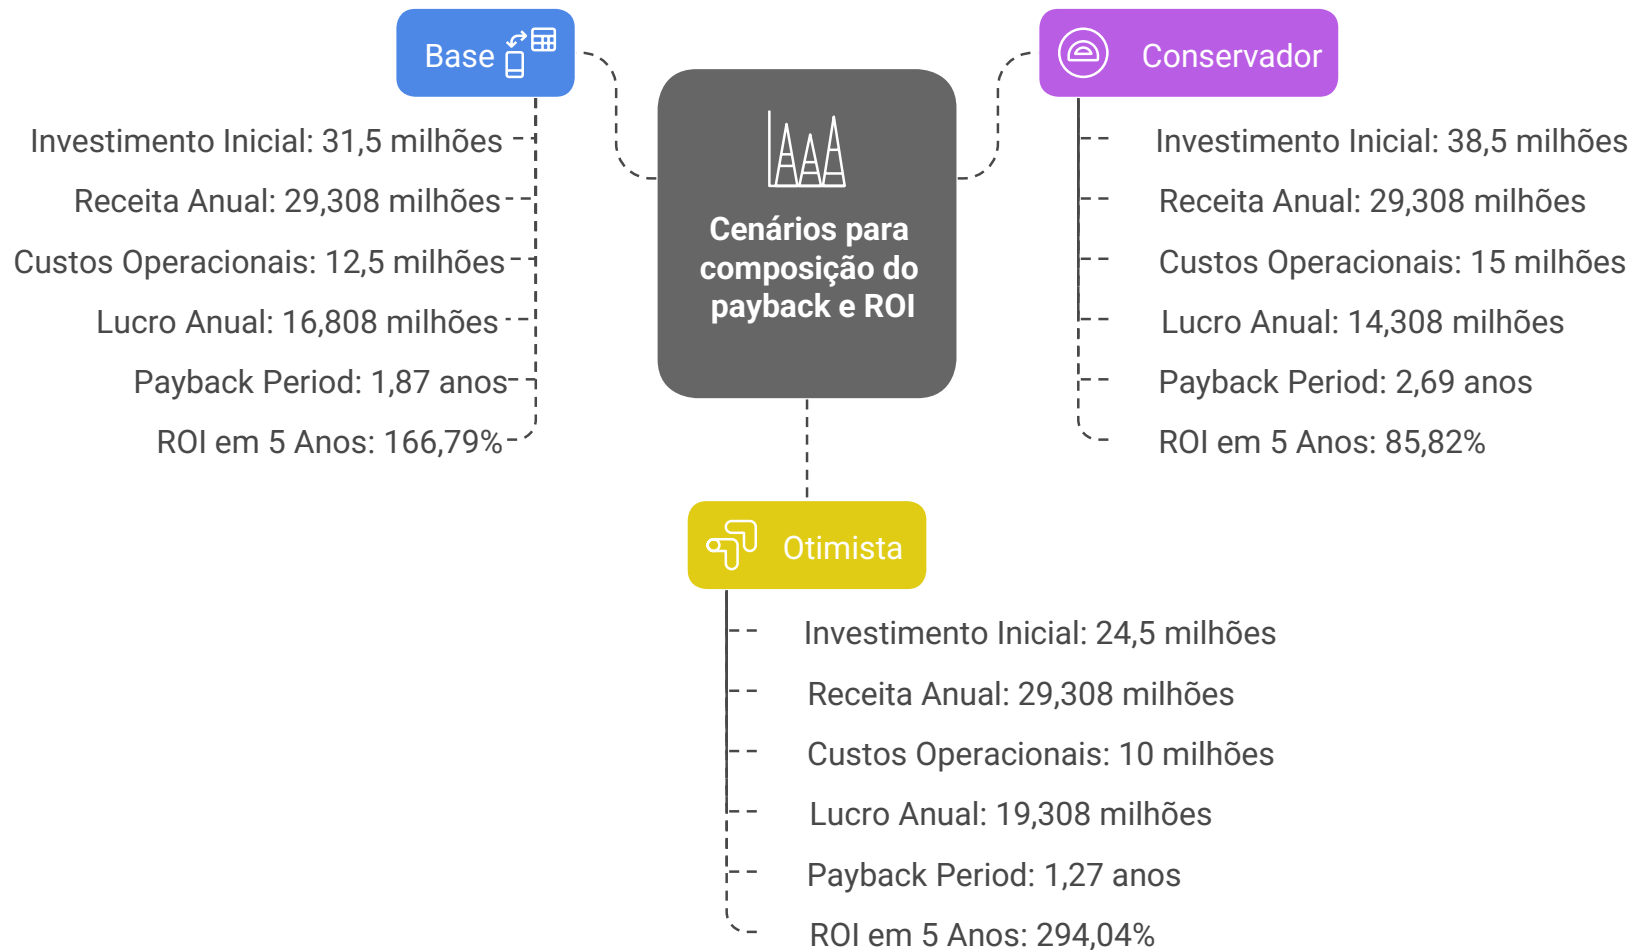 Base
Investimento Inicial: 31,5 milhões
Receita Anual: 29,308 milhões
Custos Operacionais: 12,5 milhões
Lucro Anual: 16,808 milhões
Payback Period: 1,87 anos
ROI em 5 Anos: 166,79%
Cenários para
composição do
payback e ROI
Conservador
Investimento Inicial: 38,5 milhões
Receita Anual: 29,308 milhões
Custos Operacionais: 15 milhões
Lucro Anual: 14,308 milhões
Payback Period: 2,69 anos
ROI em 5 Anos: 85,82%
Otimista
Investimento Inicial: 24,5 milhões
Receita Anual: 29,308 milhões
Custos Operacionais: 10 milhões
Lucro Anual: 19,308 milhões
Payback Period: 1,27 anos
ROI em 5 Anos: 294,04%